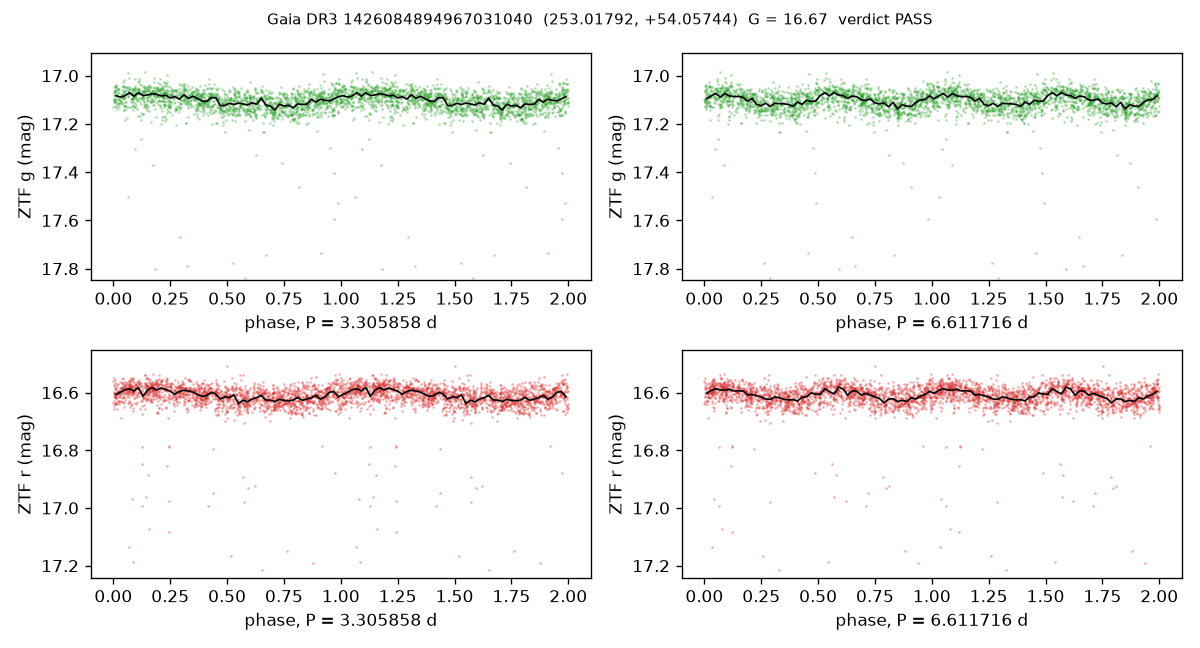 Gaia DR3 1426084894967031040 (253.01792, +54.05744) G = 16.67 verdict PASS
ZTF g (mag)
17.0
17.2
17.4
17.6
17.8
0.00 0.25 0.50 0.75 1.00 1.25 1.50 1.75 2.00
phase, P = 3.305858 d
ZTF g (mag)
17.0
17.2
17.4
17.6
17.8
0.00 0.25 0.50 0.75 1.00 1.25 1.50 1.75 2.00
phase, P = 6.611716 d
ZTF r (mag)
16.6
16.8
17.0
17.2
0.00 0.25 0.50 0.75 1.00 1.25 1.50 1.75 2.00
phase, P = 3.305858 d
ZTF r (mag)
16.6
16.8
17.0
17.2
0.00 0.25 0.50 0.75 1.00 1.25 1.50 1.75 2.00
phase, P = 6.611716 d